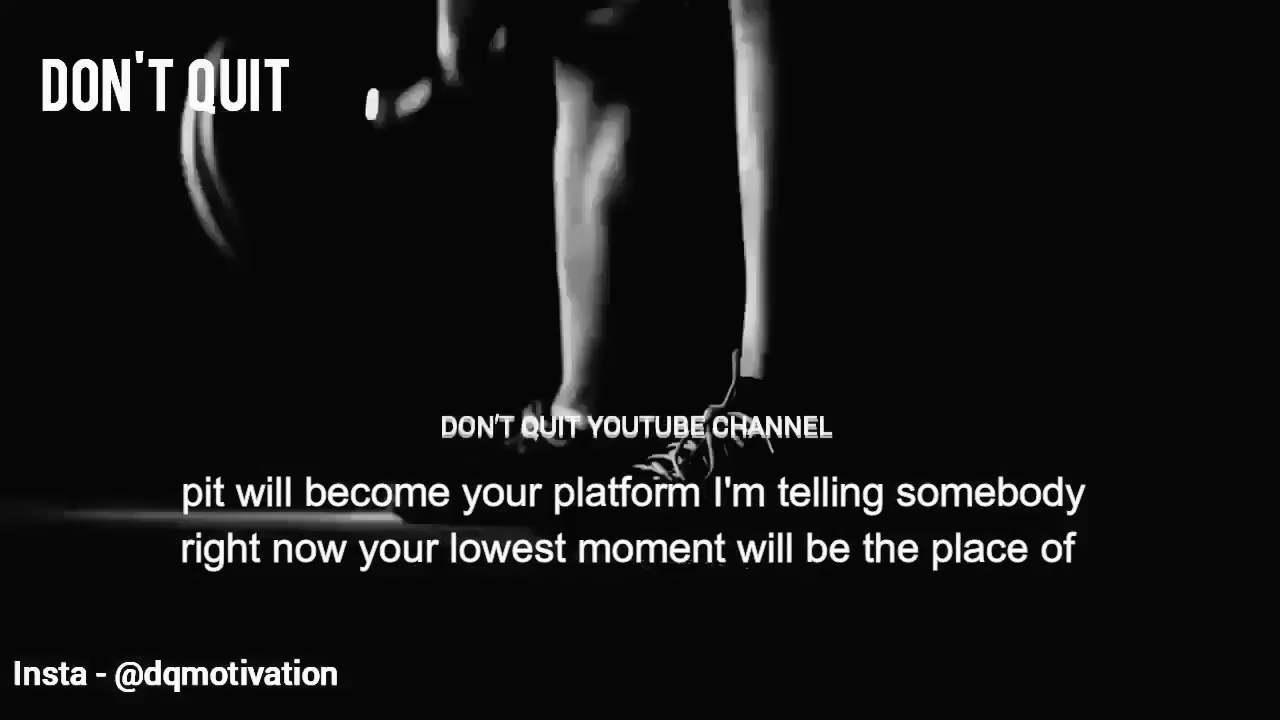 DON'T QUIT
DON'T QUIT YOUTUBE CHANNEL
pit will become your platform I'm telling somebody
right now your lowest moment will be the place of
Insta - @dqmotivation